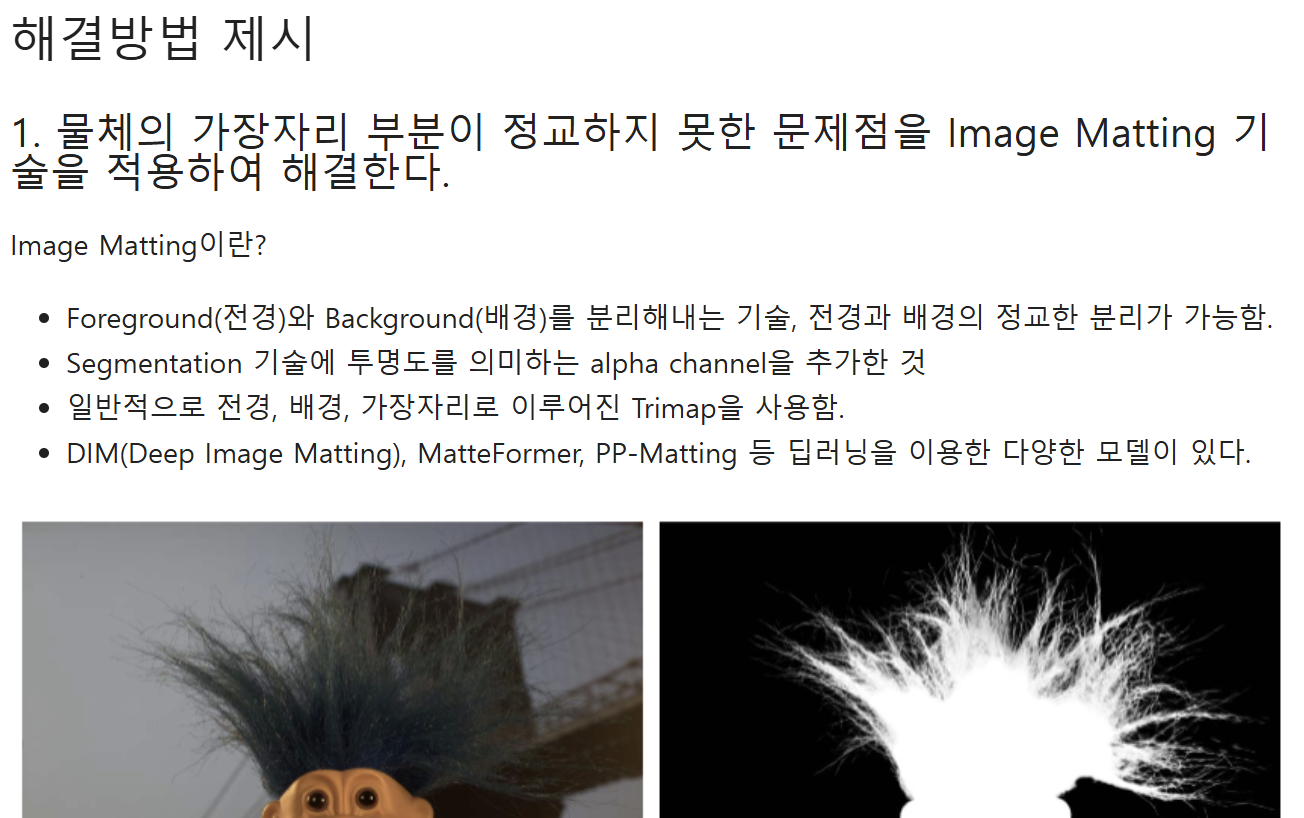 해결방법 제시
1. 물체의 가장자리 부분이 정교하지 못한 문제점을 Image Matting 기
술을 적용하여 해결한다.
Image Matting이란?
• Foreground(전경)와 Background(배경)를 분리해내는 기술, 전경과 배경의 정교한 분리가 가능함.
• Segmentation 기술에 투명도를 의미하는 alpha channel을 추가한 것
• 일반적으로 전경, 배경, 가장자리로 이루어진 Trimap을 사용함.
• DIM(Deep Image Matting), MatteFormer, PP-Matting 등 딥러닝을 이용한 다양한 모델이 있다.